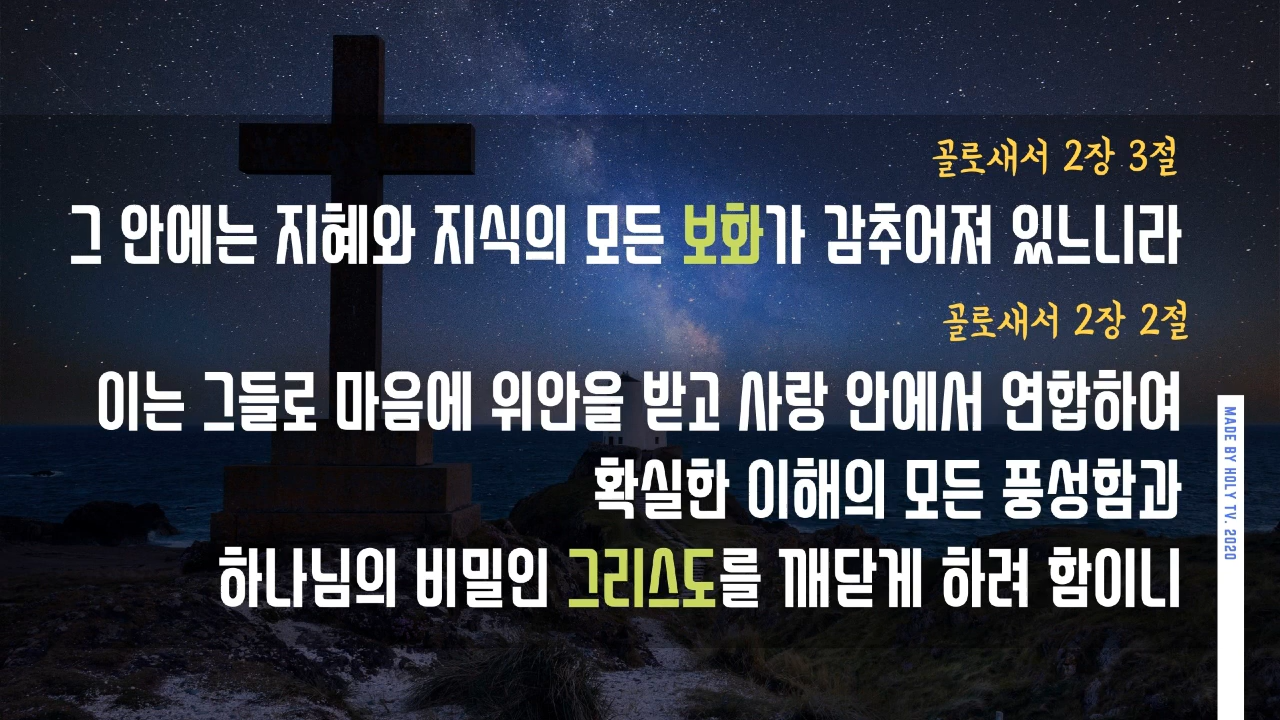 골로새서 2장 3절
그 안에는 지혜와 지식의 모든 보화가 감추어져 있느니라
골로새서 2장 2절
이는 그들로 마음에 위안을 받고 사랑 안에서 연합하여
확실한 이해의 모든 풍성함과
하나님의 비밀인 그리스도를 깨닫게 하려 함이니
MADE BY HOLY TV. 2020